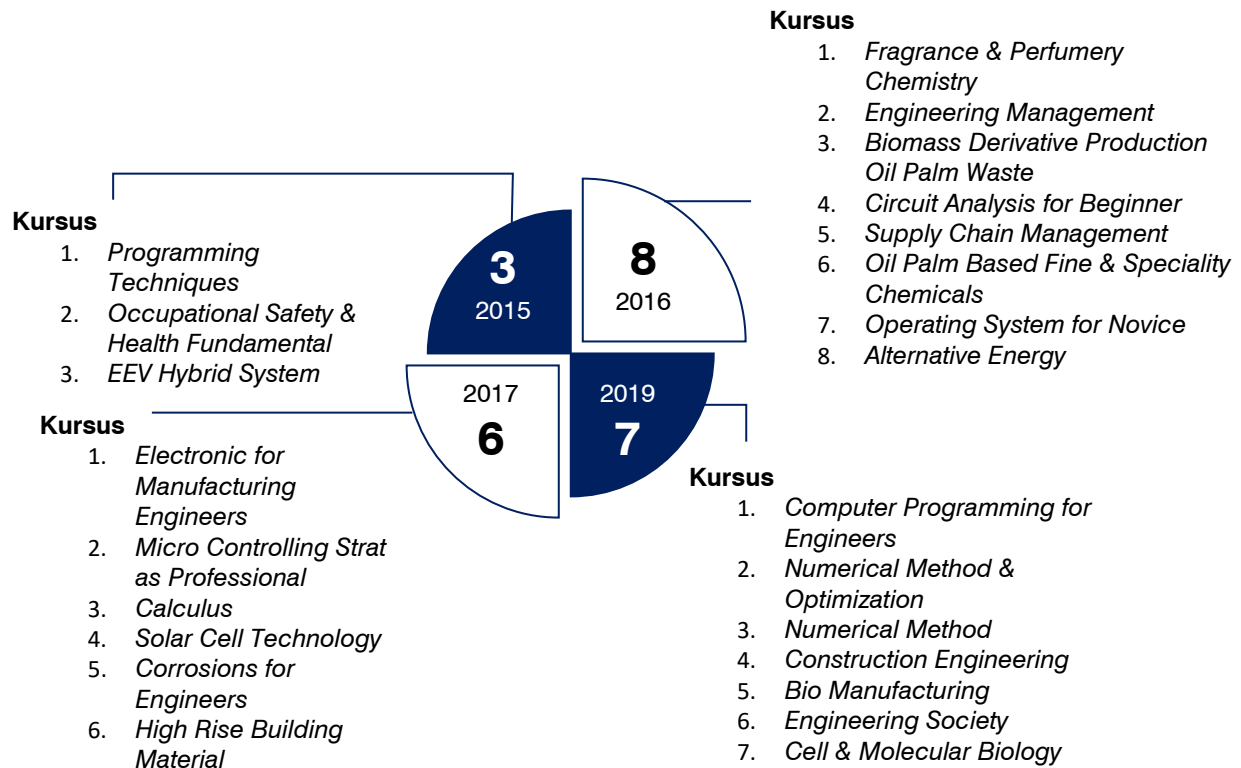 3
2015
Kursus
1. Programming
Techniques
2. Occupational Safety &
Health Fundamental
3. EEV Hybrid System
8
2016
Kursus
1. Fragrance & Perfumery
Chemistry
2. Engineering Management
3. Biomass Derivative Production
Oil Palm Waste
4. Circuit Analysis for Beginner
5. Supply Chain Management
6. Oil Palm Based Fine & Speciality
Chemicals
7. Operating System for Novice
8. Alternative Energy
2017
6
Kursus
1. Electronic for
Manufacturing
Engineers
2. Micro Controlling Strat
as Professional
3. Calculus
4. Solar Cell Technology
5. Corrosions for
Engineers
6. High Rise Building
Material
2019
7
Kursus
1. Computer Programming for
Engineers
2. Numerical Method &
Optimization
3. Numerical Method
4. Construction Engineering
5. Bio Manufacturing
6. Engineering Society
7. Cell & Molecular Biology